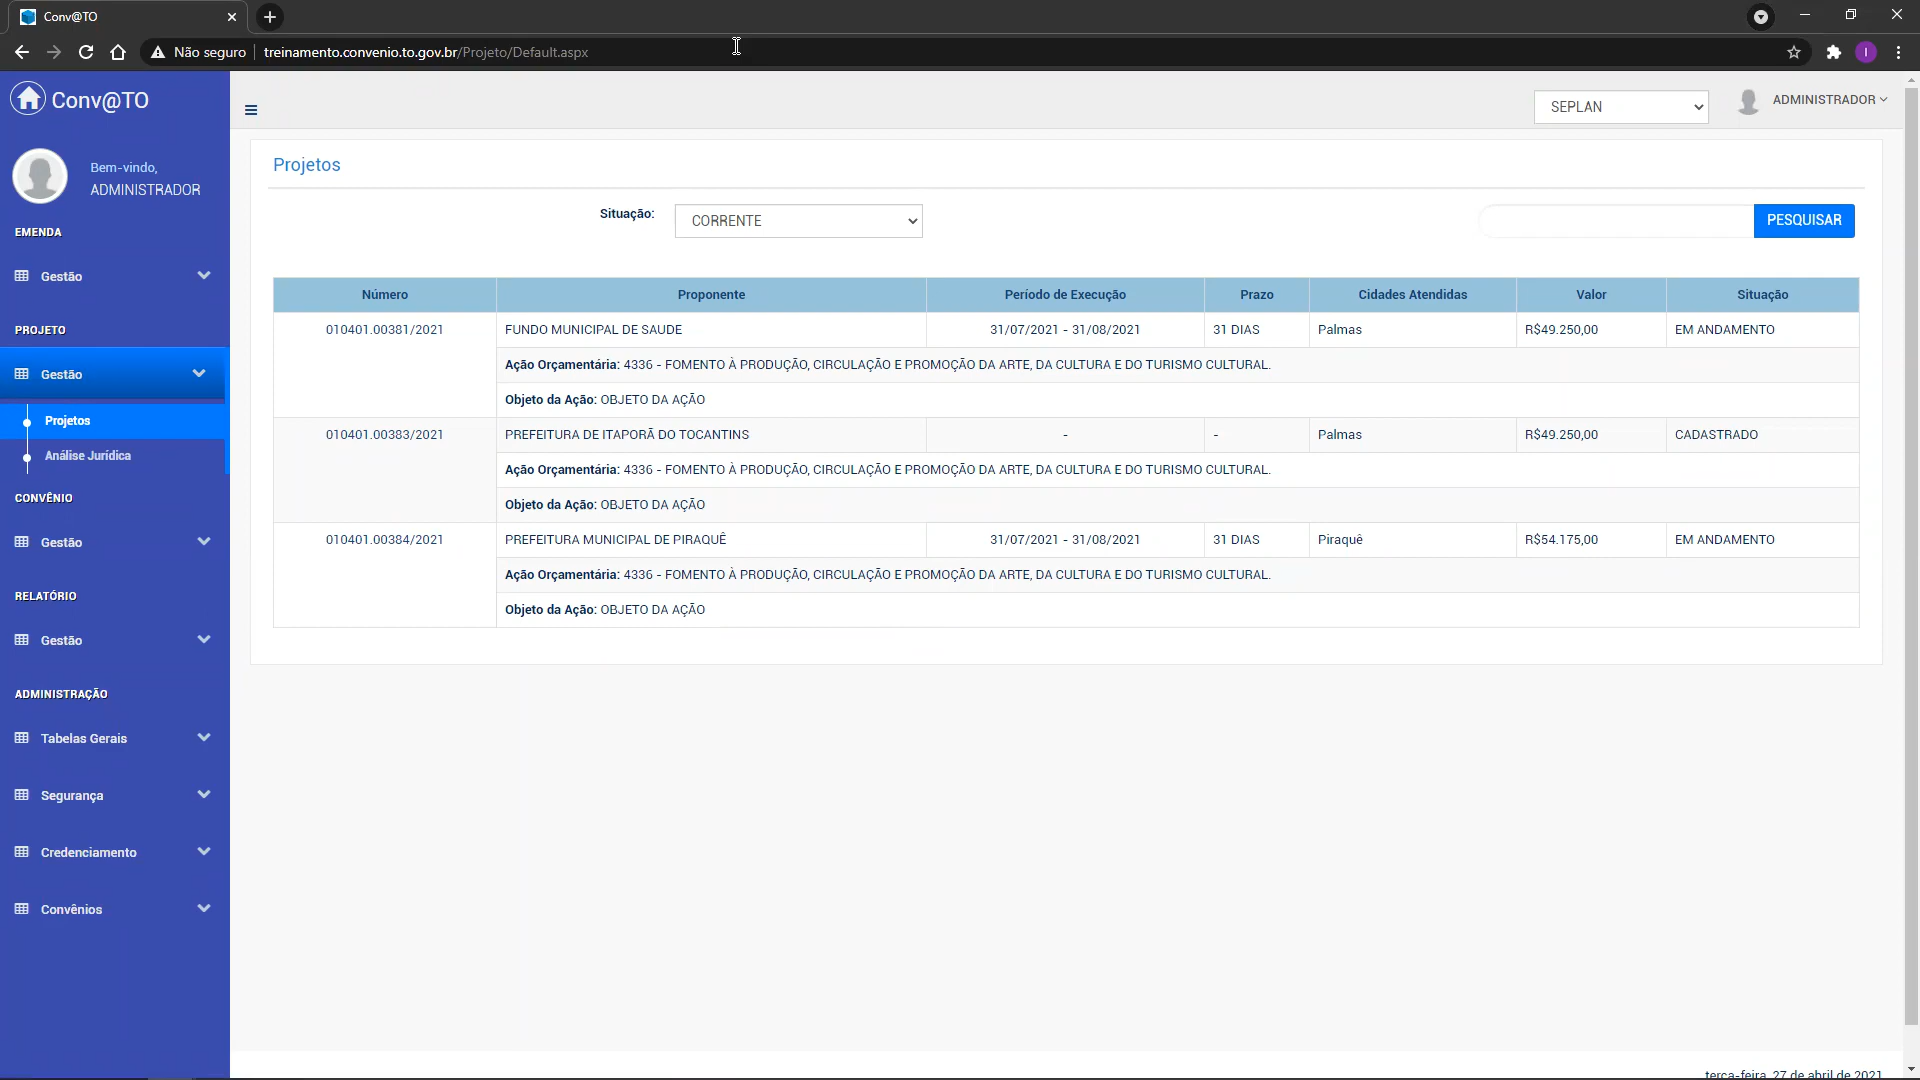 Conv@TO
Não seguro
treinamento.convenio.to.gov.br/Projeto/Default.aspx
I
Conv@TO
SEPLAN
ADMINISTRADOR
Bem-vindo,
ADMINISTRADOR
EMENDA
Gestão
PROJETO
Gestão
Projetos
Análise Jurídica
CONVÊNIO
Gestão
RELATÓRIO
Gestão
ADMINISTRAÇÃO
Tabelas Gerais
Segurança
Credenciamento
Convênios
Projetos
Situação: CORRENTE PESQUISAR
Número Proponente Período de Execução Prazo Cidades Atendidas Valor Situação
010401.00381/2021 FUNDO MUNICIPAL DE SAUDE 31/07/2021 - 31/08/2021 31 DIAS Palmas R$49.250,00 EM ANDAMENTO
Ação Orçamentária: 4336 - FOMENTO À PRODUÇÃO, CIRCULAÇÃO E PROMOÇÃO DA ARTE, DA CULTURA E DO TURISMO CULTURAL.
Objeto da Ação: OBJETO DA AÇÃO
010401.00383/2021 PREFEITURA DE ITAPORÃ DO TOCANTINS - - Palmas R$49.250,00 CADASTRADO
Ação Orçamentária: 4336 - FOMENTO À PRODUÇÃO, CIRCULAÇÃO E PROMOÇÃO DA ARTE, DA CULTURA E DO TURISMO CULTURAL.
Objeto da Ação: OBJETO DA AÇÃO
010401.00384/2021 PREFEITURA MUNICIPAL DE PIRAQUÊ 31/07/2021 - 31/08/2021 31 DIAS Piraquê R$54.175,00 EM ANDAMENTO
Ação Orçamentária: 4336 - FOMENTO À PRODUÇÃO, CIRCULAÇÃO E PROMOÇÃO DA ARTE, DA CULTURA E DO TURISMO CULTURAL.
Objeto da Ação: OBJETO DA AÇÃO
terça-feira, 27 de abril de 2021